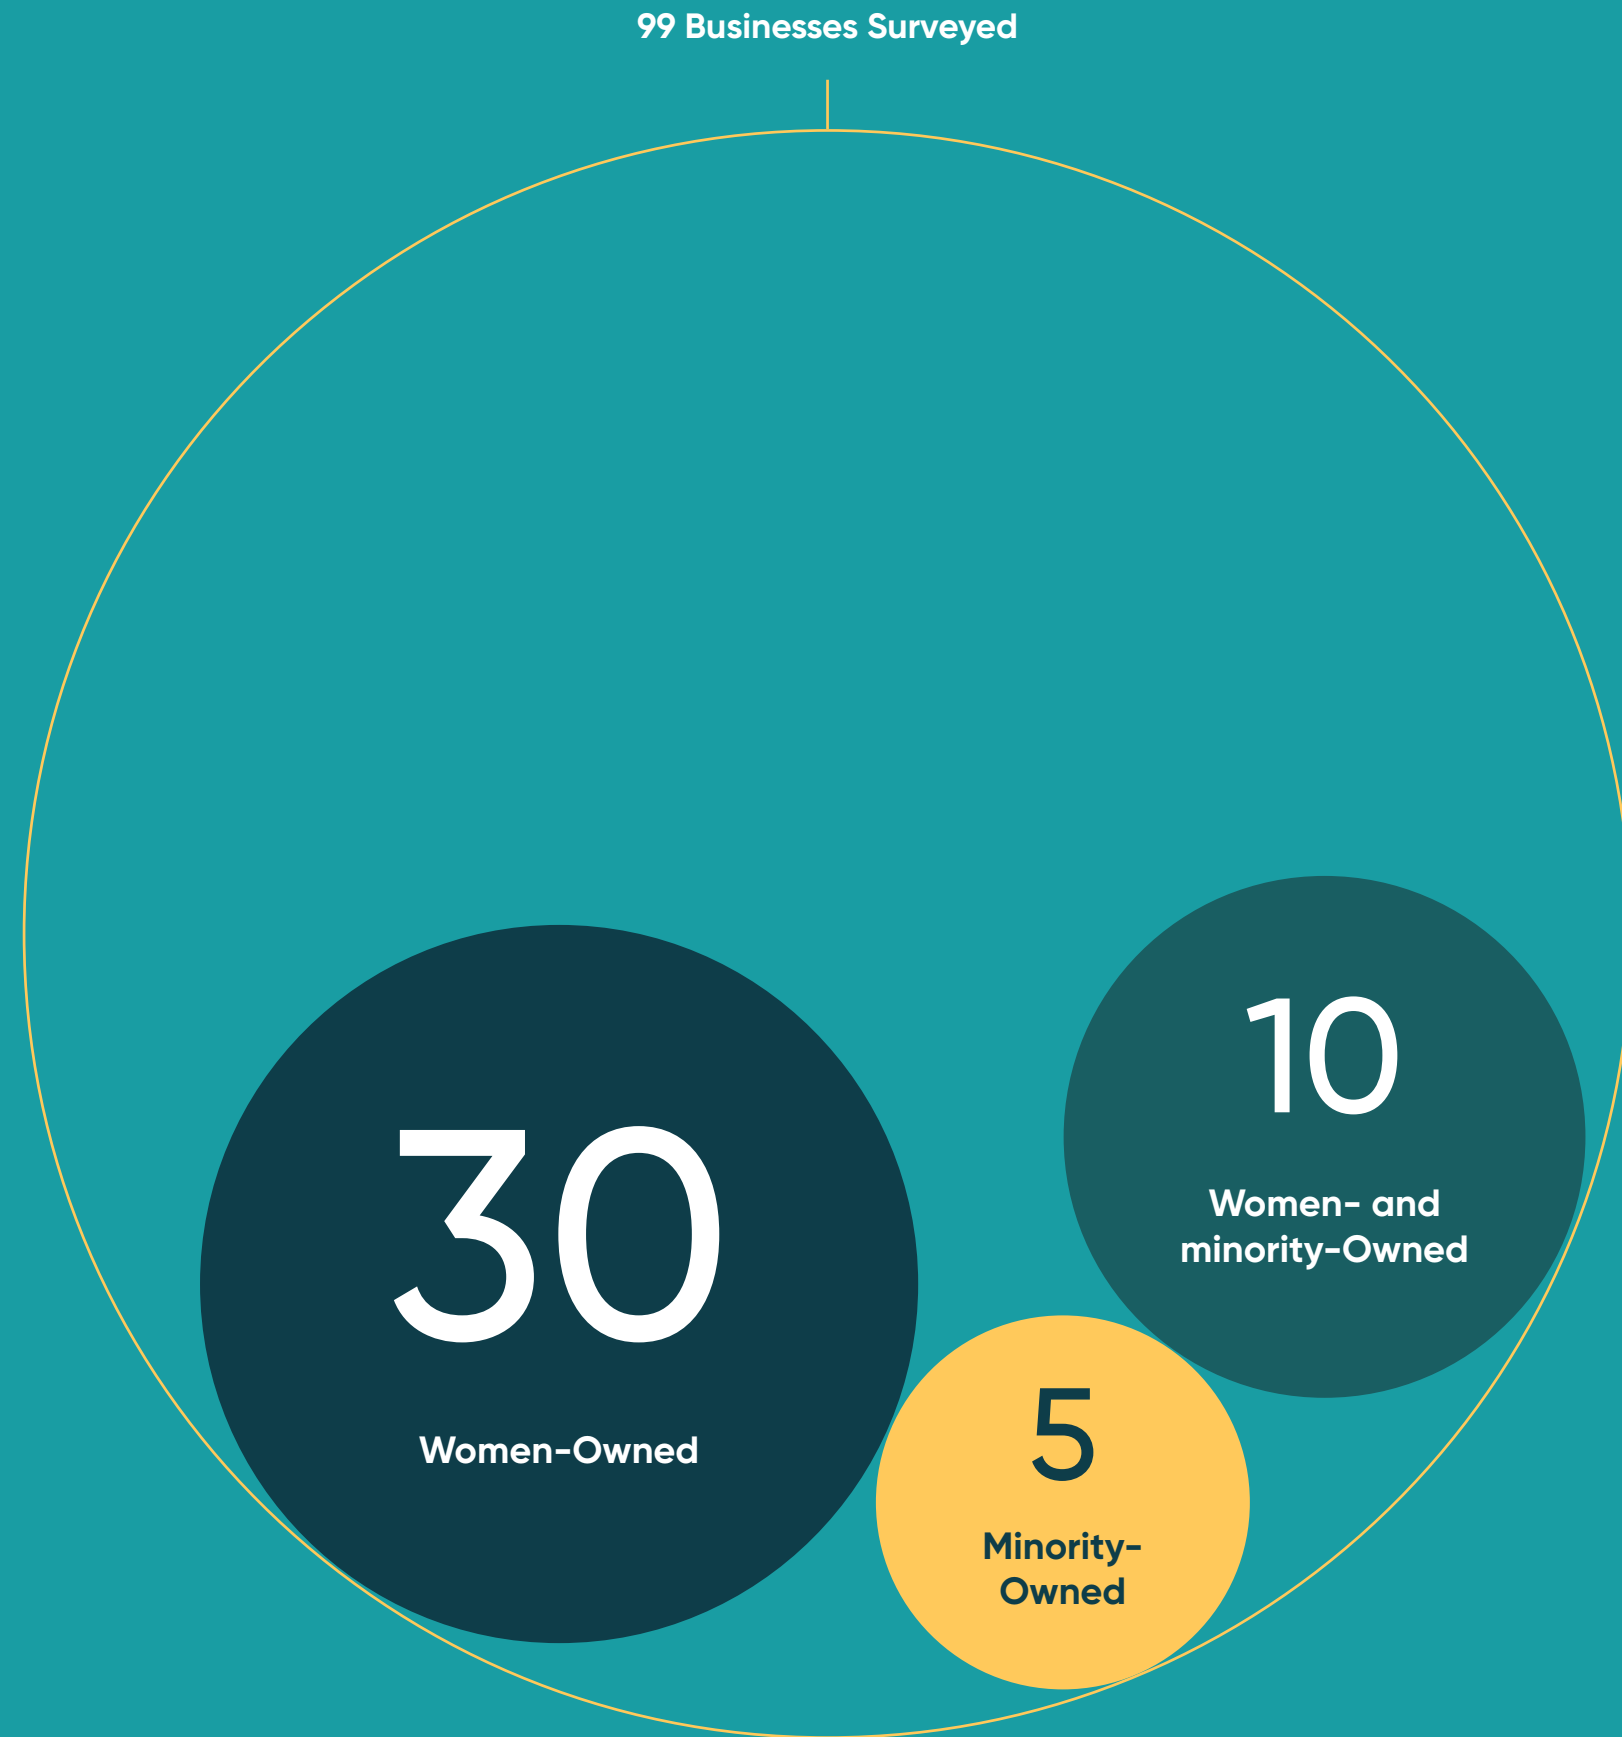 99 Businesses Surveyed
30
Women-Owned
10
Women- and
minority-Owned
5
Minority-
Owned